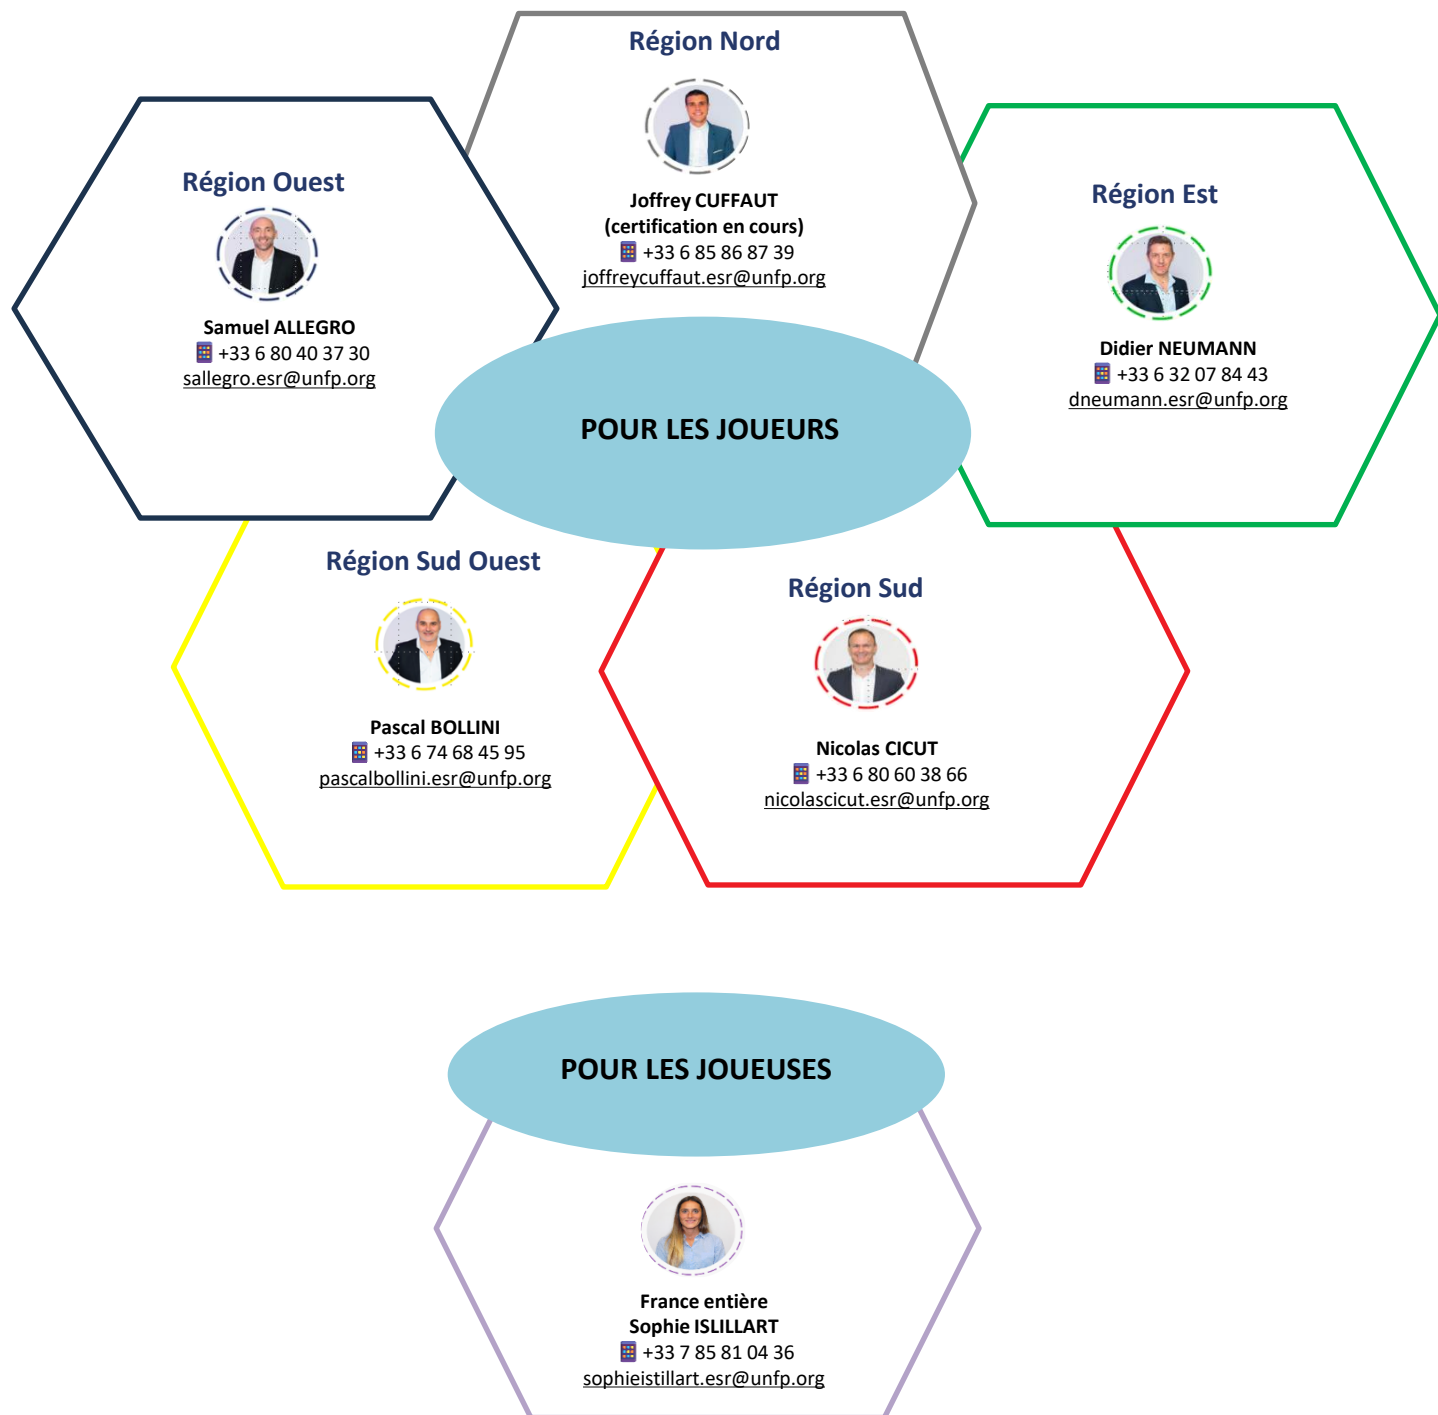 Région Nord
Joffrey CUFFAUT
(certification en cours)
+33 6 85 86 87 39
joffreycuffaut.esr@unfp.org
Région Ouest
Samuel ALLEGRO
+33 6 80 40 37 30
sallegro.esr@unfp.org
Région Est
Didier NEUMANN
+33 6 32 07 84 43
dneumann.esr@unfp.org
POUR LES JOUEURS
Région Sud Ouest
Pascal BOLLINI
+33 6 74 68 45 95
pascalbollini.esr@unfp.org
Région Sud
Nicolas CICUT
+33 6 80 60 38 66
nicolascicut.esr@unfp.org
POUR LES JOUEUSES
France entière
Sophie ISLILLART
+33 7 85 81 04 36
sophieistillart.esr@unfp.org